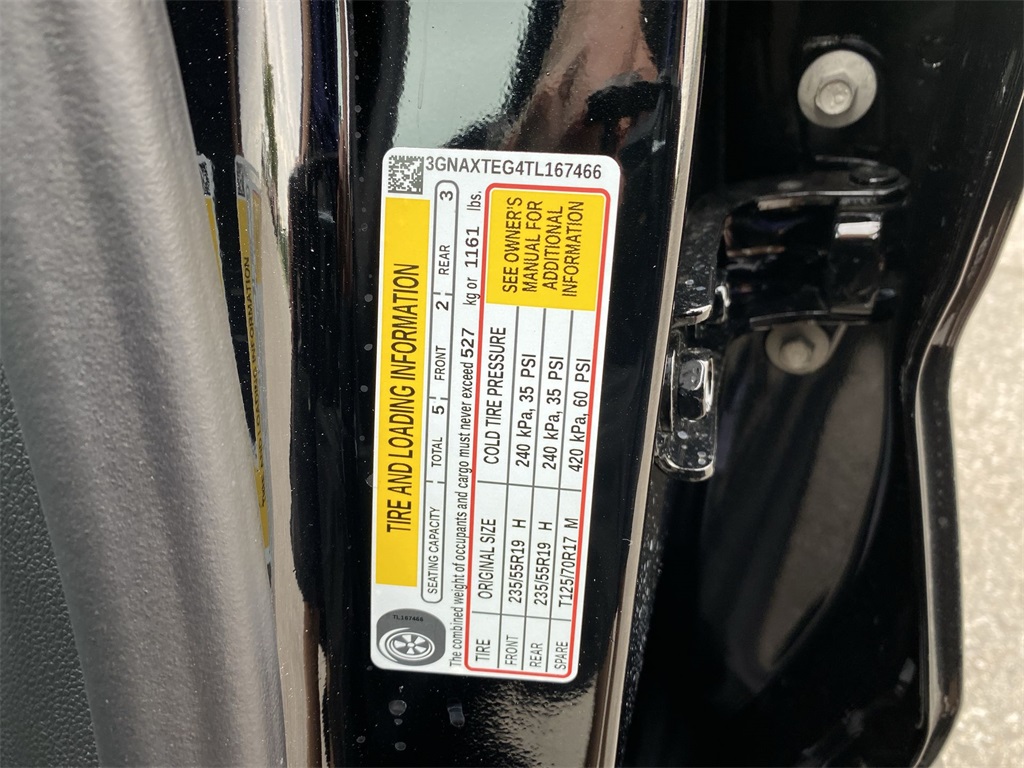 3GNAXTEG4TL167466
TIRE AND LOADING INFORMATION
SEATING CAPACITY TOTAL 5 FRONT 2 REAR 3
The combined weight of occupants and cargo must never exceed 527 kg or 1161 lbs.
TIRE ORIGINAL SIZE COLD TIRE PRESSURE
FRONT 235/55R19 H 240 kPa, 35 PSI
REAR 235/55R19 H 240 kPa, 35 PSI
SPARE T125/70R17 M 420 kPa, 60 PSI
SEE OWNER'S
MANUAL FOR
ADDITIONAL
INFORMATION
TL167466